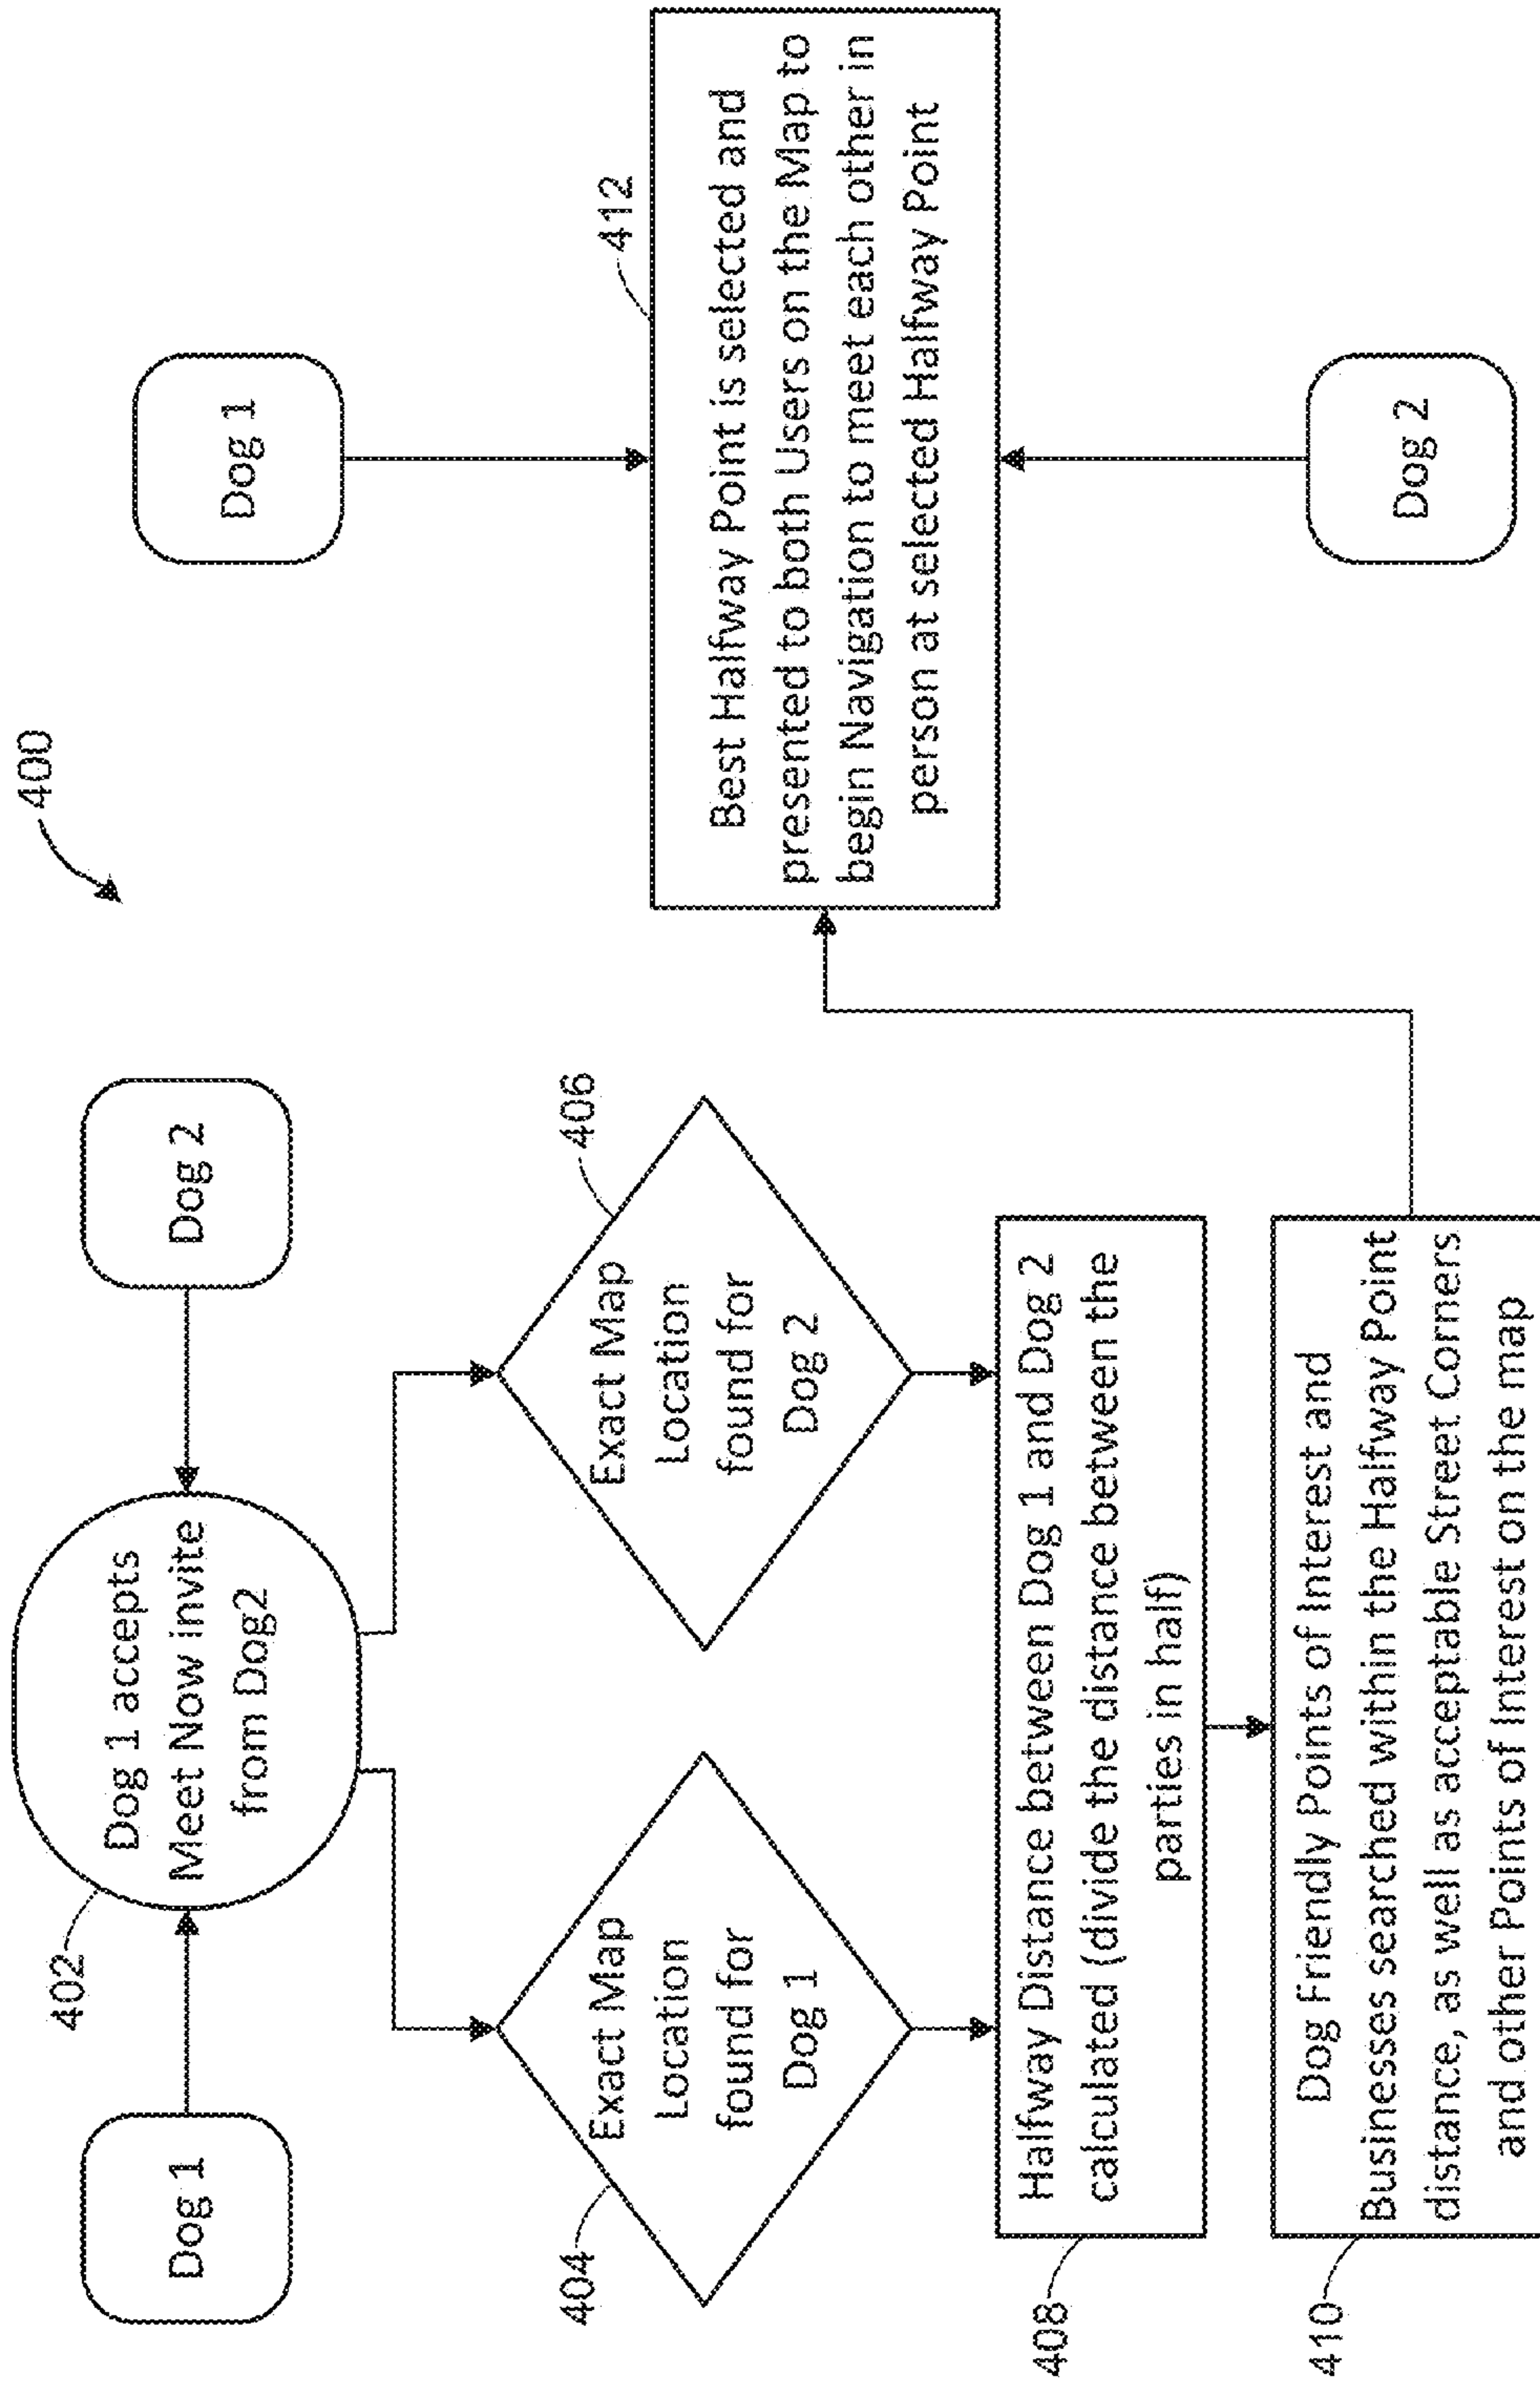 400
Dog 1
402
Dog 1 accepts
Meet Now invite
from Dog2
Dog 2
404
Exact Map
Location
found for
Dog 1
406
Exact Map
Location
found for
Dog 2
408
Halfway Distance between Dog 1 and Dog 2
calculated (divide the distance between the
parties in half)
410
Dog Friendly Points of Interest and
Businesses searched within the Halfway Point
distance, as well as acceptable Street Corners
and other Points of Interest on the map
Dog 1
412
Best Halfway Point is selected and
presented to both Users on the Map to
begin Navigation to meet each other in
person at selected Halfway Point
Dog 2